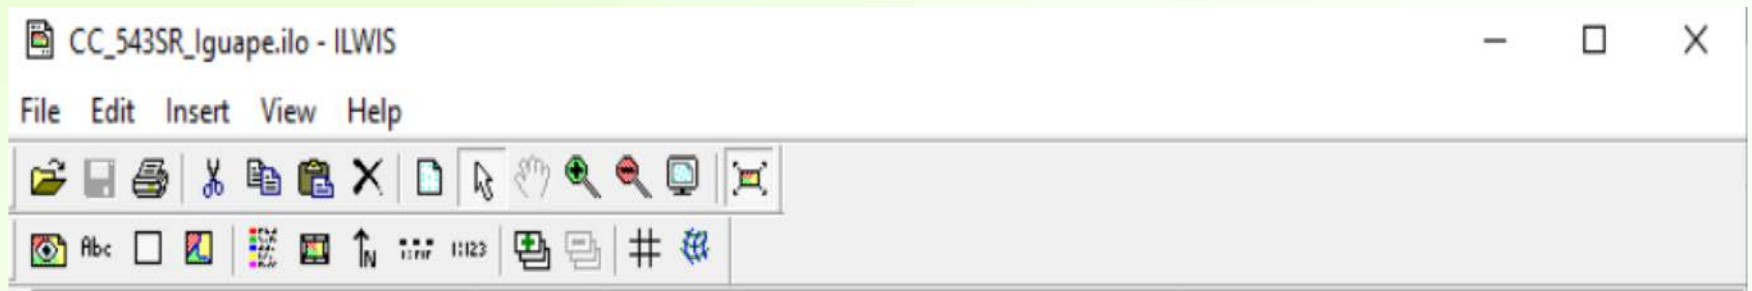 CC_543SR_Iguape.ilo - ILWIS
File Edit Insert View Help
Abc N 1:123